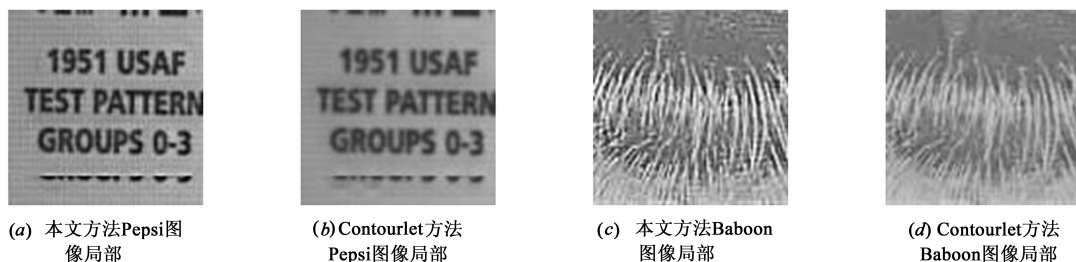 1951 USAF
TEST PATTERN
GROUPS 0-3
1951 USAF
TEST PATTERN
GROUPS 0-3
(a) 本文方法Pepsi图
像局部
(b) Contourlet方法
Pepsi图像局部
(c) 本文方法Baboon
图像局部
(d) Contourlet方法
Baboon图像局部